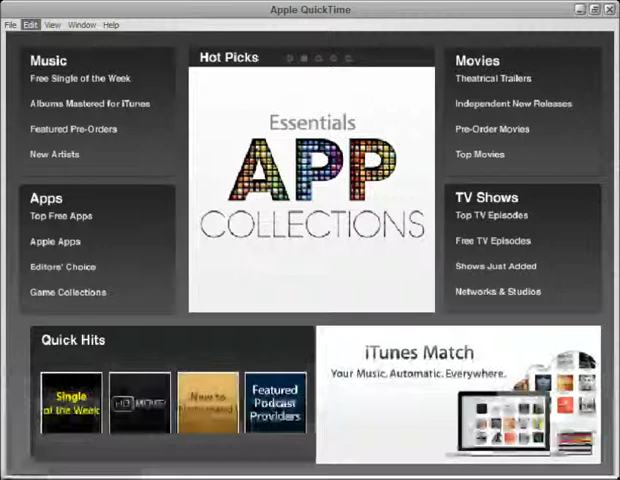 Apple QuickTime
File Edit View Window Help
Music
Free Single of the Week
Albums Mastered for iTunes
Featured Pre-Orders
New Artists
Apps
Top Free Apps
Apple Apps
Editors' Choice
Game Collections
Hot Picks
Essentials
APP
COLLECTIONS
Movies
Theatrical Trailers
Independent New Releases
Pre-Order Movies
Top Movies
TV Shows
Top TV Episodes
Free TV Episodes
Shows Just Added
Networks & Studios
Quick Hits
Single
of the Week
HD MOVIES
New to
Featured
Podcast
Providers
iTunes Match
Your Music. Automatic. Everywhere.